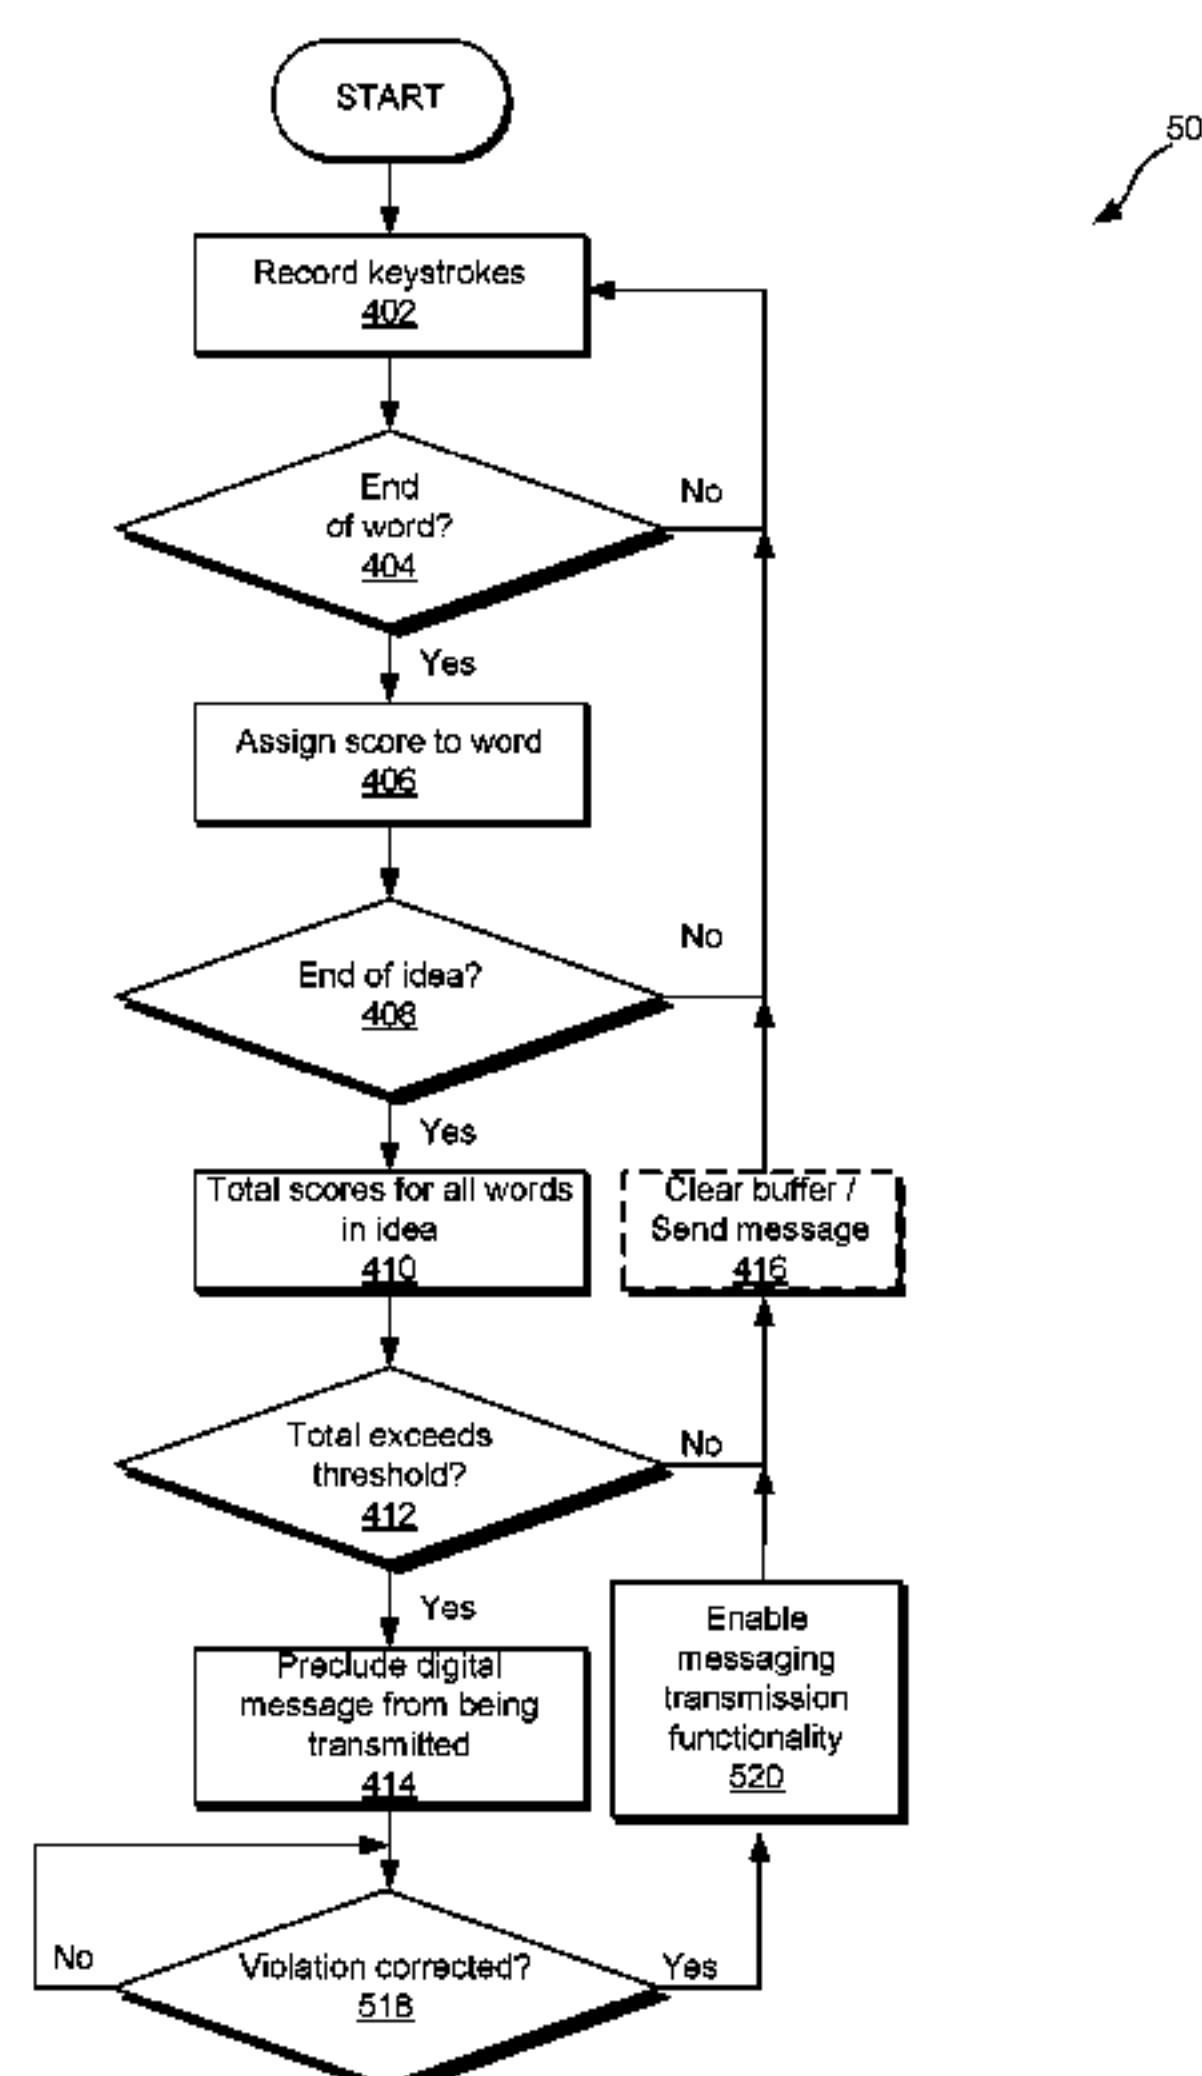 START
50
Record keystrokes
402
End
of word?
404
No
Yes
Assign score to word
406
End of idea?
408
No
Yes
Total scores for all words
in idea
410
Clear buffer /
Send message
416
Total exceeds
threshold?
412
No
Yes
Preclude digital
message from being
transmitted
414
Enable
messaging
transmission
functionality
520
Violation corrected?
518
No
Yes